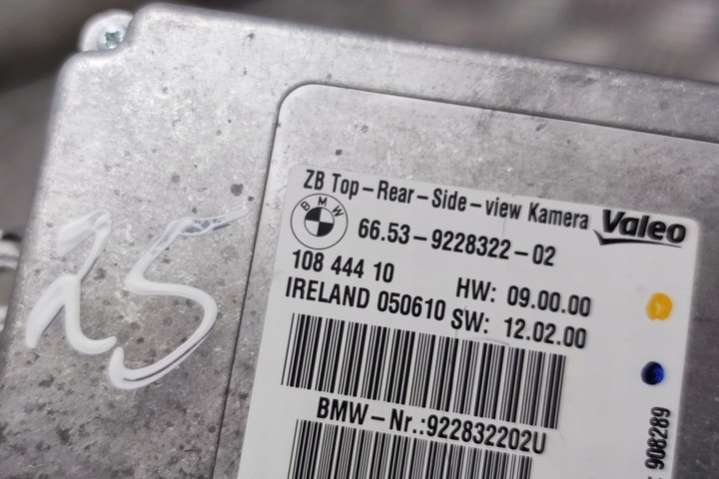 25
ZB Top-Rear-Side-view Kamera Valeo
BMW 66.53-9228322-02
108 444 10 HW: 09.00.00
IRELAND 050610 SW: 12.02.00
BMW-Nr.:922832202U
908289